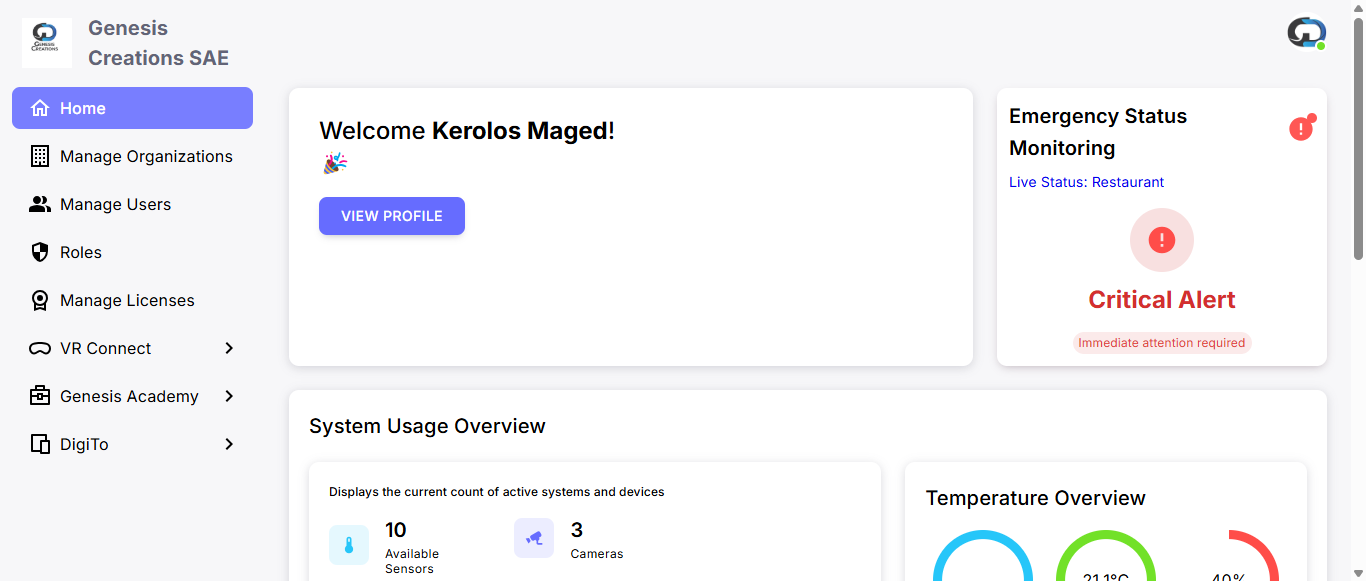 GENESIS
CREATIONS
Genesis
Creations SAE
Home
Manage Organizations
Manage Users
Roles
Manage Licenses
VR Connect
Genesis Academy
DigiTo
Welcome Kerolos Maged!
VIEW PROFILE
Emergency Status
Monitoring
Live Status: Restaurant
Critical Alert
Immediate attention required
System Usage Overview
Displays the current count of active systems and devices
10
Available
Sensors
3
Cameras
Temperature Overview
21.1°C
40%